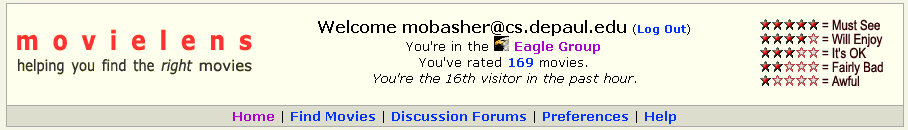 movielens
helping you find the right movies
Welcome mobasher@cs.depaul.edu (Log Out)
You're in the Eagle Group
You've rated 169 movies.
You're the 16th visitor in the past hour.
★★★★★ = Must See
★★★★☆ = Will Enjoy
★★★☆☆ = It's OK
★★☆☆☆ = Fairly Bad
★☆☆☆☆ = Awful
Home | Find Movies | Discussion Forums | Preferences | Help